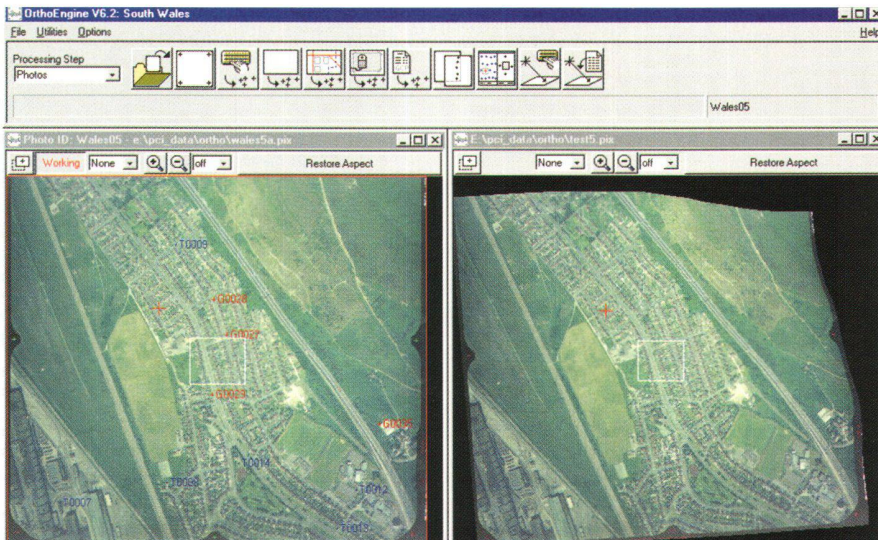 OrthoEngine V6.2: South Wales
File Utilities Options Help
Processing Step
Photos
Wales05
Photo ID: Wales05 - e:\pci_data\ortho\wales5a.pix
Working None off Restore Aspect
E:\pci_data\ortho\test5.pix
None off Restore Aspect
T0009
G0028
G0027
G0029
T0014
T0007
T0012
T0013